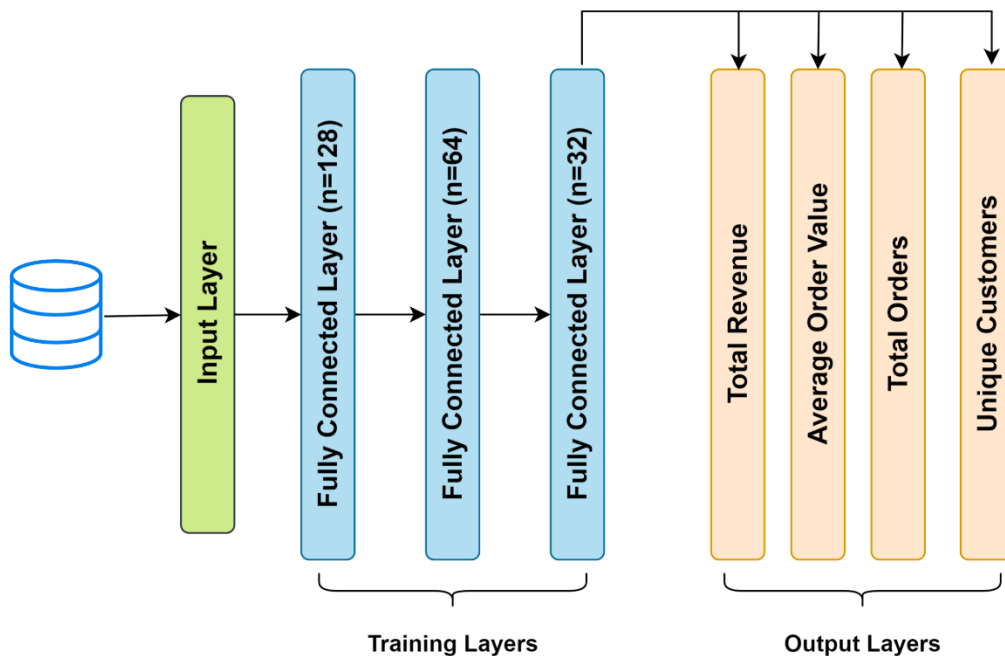 Input Layer
Fully Connected Layer (n=128)
Fully Connected Layer (n=64)
Fully Connected Layer (n=32)
Total Revenue
Average Order Value
Total Orders
Unique Customers
Training Layers
Output Layers